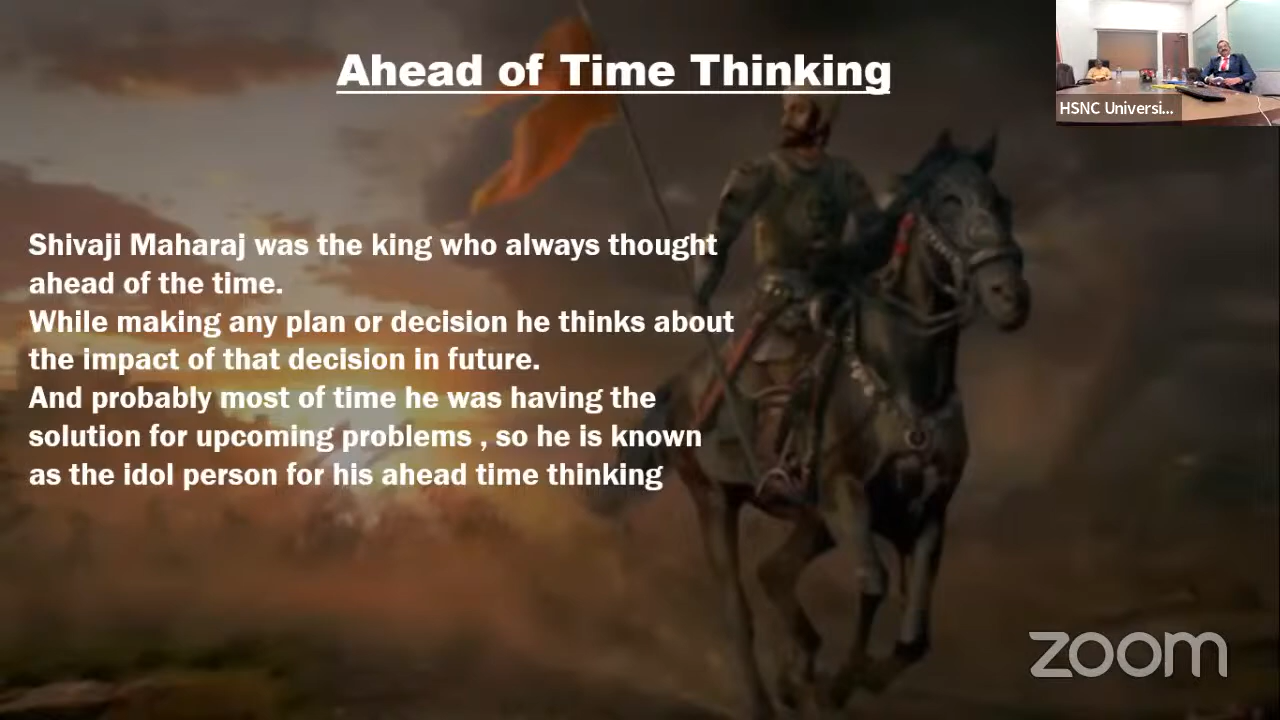 Ahead of Time Thinking
HSNC Universi...
Shivaji Maharaj was the king who always thought
ahead of the time.
While making any plan or decision he thinks about
the impact of that decision in future.
And probably most of time he was having the
solution for upcoming problems , so he is known
as the idol person for his ahead time thinking
zoom